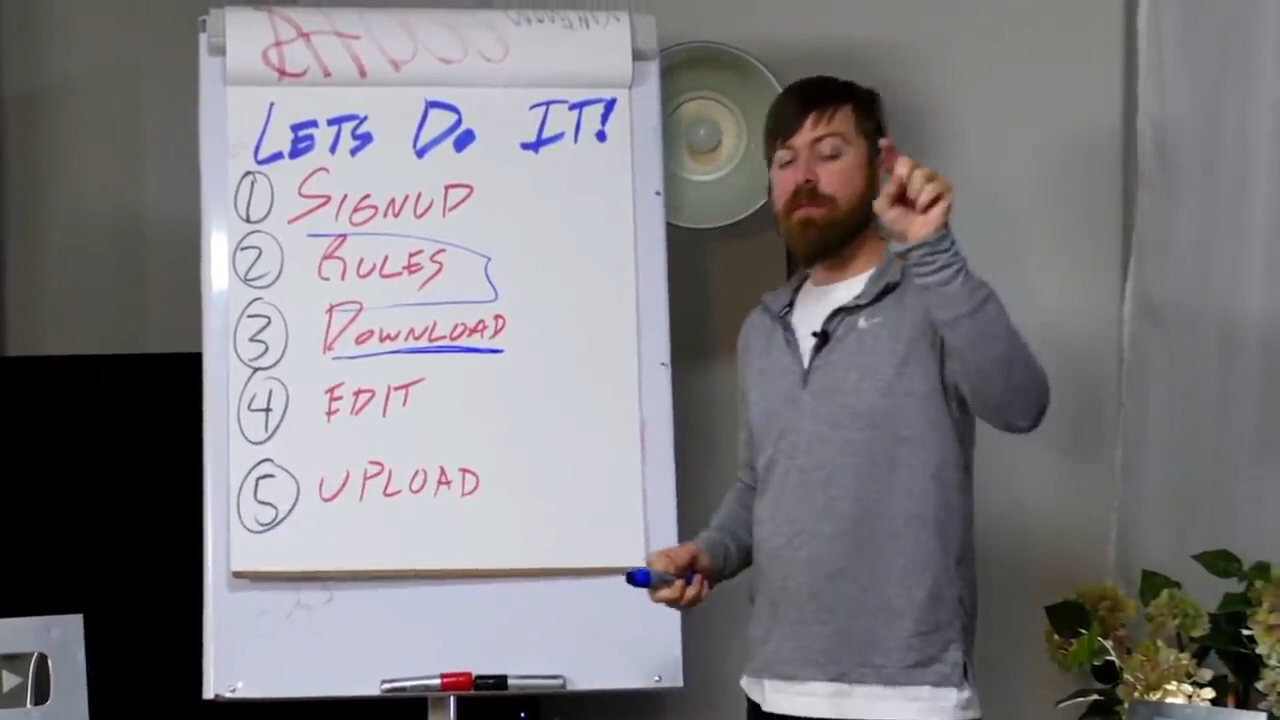 LETS DO IT!
1 SIGNUP
2 RULES
3 DOWNLOAD
4 EDIT
5 UPLOAD